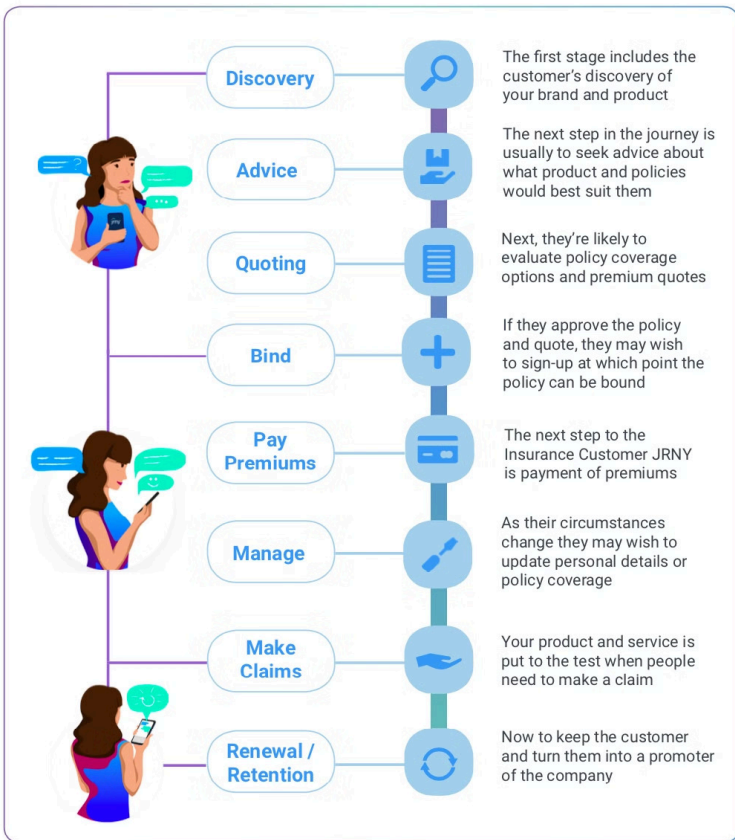 Discovery
The first stage includes the
customer's discovery of
your brand and product
Advice
The next step in the journey is
usually to seek advice about
what product and policies
would best suit them
Quoting
Next, they're likely to
evaluate policy coverage
options and premium quotes
Bind
If they approve the policy
and quote, they may wish
to sign-up at which point the
policy can be bound
Pay
Premiums
The next step to the
Insurance Customer JRNY
is payment of premiums
Manage
As their circumstances
change they may wish to
update personal details or
policy coverage
Make
Claims
Your product and service is
put to the test when people
need to make a claim
Renewal /
Retention
Now to keep the customer
and turn them into a promoter
of the company